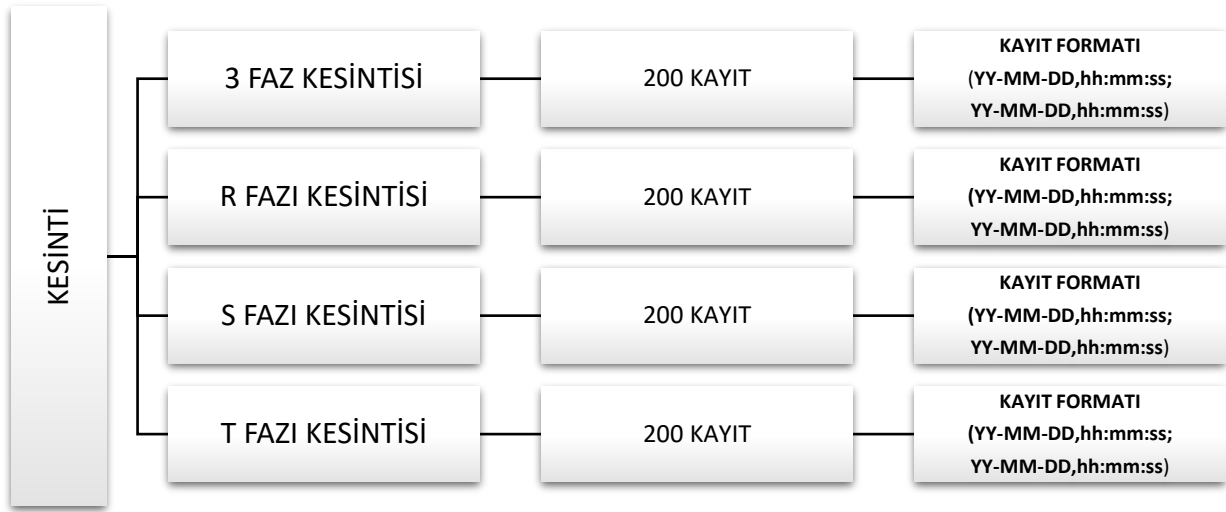 KESİNTİ
3 FAZ KESİNTİSİ
200 KAYIT
KAYIT FORMATI
(YY-MM-DD,hh:mm:ss;
YY-MM-DD,hh:mm:ss)
R FAZI KESİNTİSİ
200 KAYIT
KAYIT FORMATI
(YY-MM-DD,hh:mm:ss;
YY-MM-DD,hh:mm:ss)
S FAZI KESİNTİSİ
200 KAYIT
KAYIT FORMATI
(YY-MM-DD,hh:mm:ss;
YY-MM-DD,hh:mm:ss)
T FAZI KESİNTİSİ
200 KAYIT
KAYIT FORMATI
(YY-MM-DD,hh:mm:ss;
YY-MM-DD,hh:mm:ss)